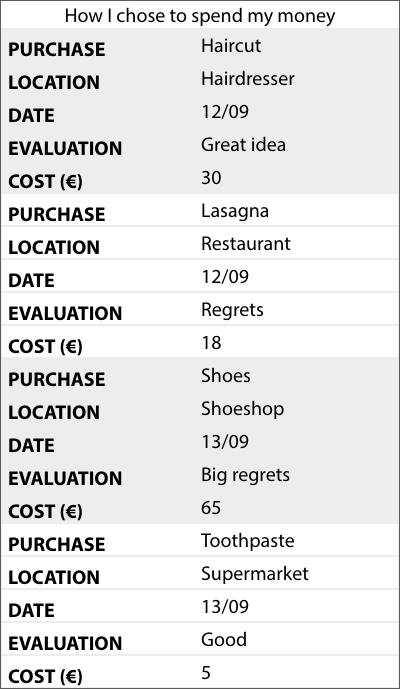 How I chose to spend my money
PURCHASE Haircut
LOCATION Hairdresser
DATE 12/09
EVALUATION Great idea
COST (€) 30
PURCHASE Lasagna
LOCATION Restaurant
DATE 12/09
EVALUATION Regrets
COST (€) 18
PURCHASE Shoes
LOCATION Shoeshop
DATE 13/09
EVALUATION Big regrets
COST (€) 65
PURCHASE Toothpaste
LOCATION Supermarket
DATE 13/09
EVALUATION Good
COST (€) 5